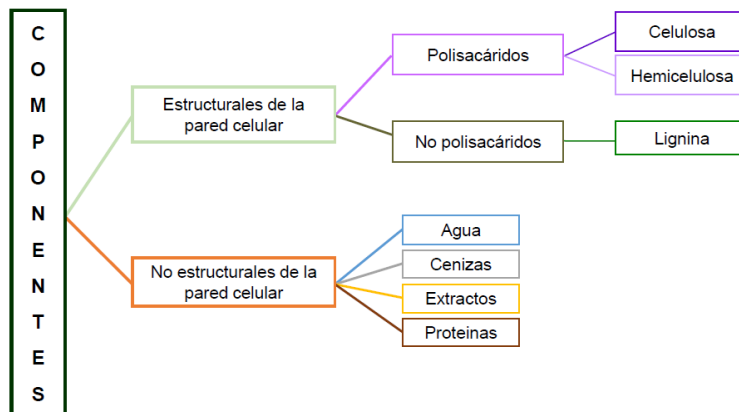 COMPONENTES
Estructurales de la
pared celular
Polisacáridos
Celulosa
Hemicelulosa
No polisacáridos
Lignina
No estructurales de la
pared celular
Agua
Cenizas
Extractos
Proteinas